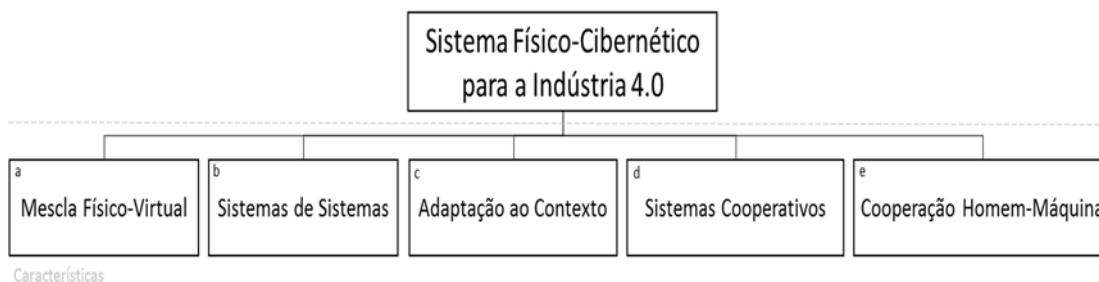 Sistema Físico-Cibernético
para a Indústria 4.0
a
Mescla Físico-Virtual
b
Sistemas de Sistemas
c
Adaptação ao Contexto
d
Sistemas Cooperativos
e
Cooperação Homem-Máquina
Características